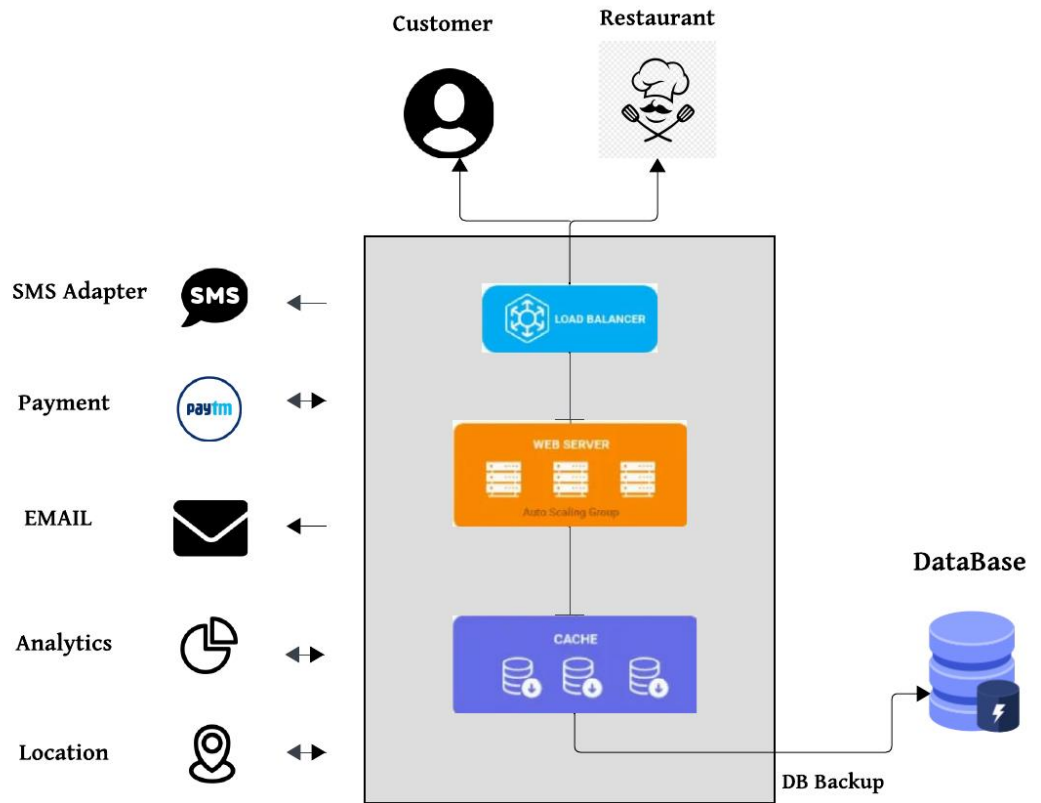 Customer
Restaurant
SMS Adapter
SMS
LOAD BALANCER
Payment
paytm
WEB SERVER
Auto Scaling Group
EMAIL
DataBase
Analytics
CACHE
Location
DB Backup